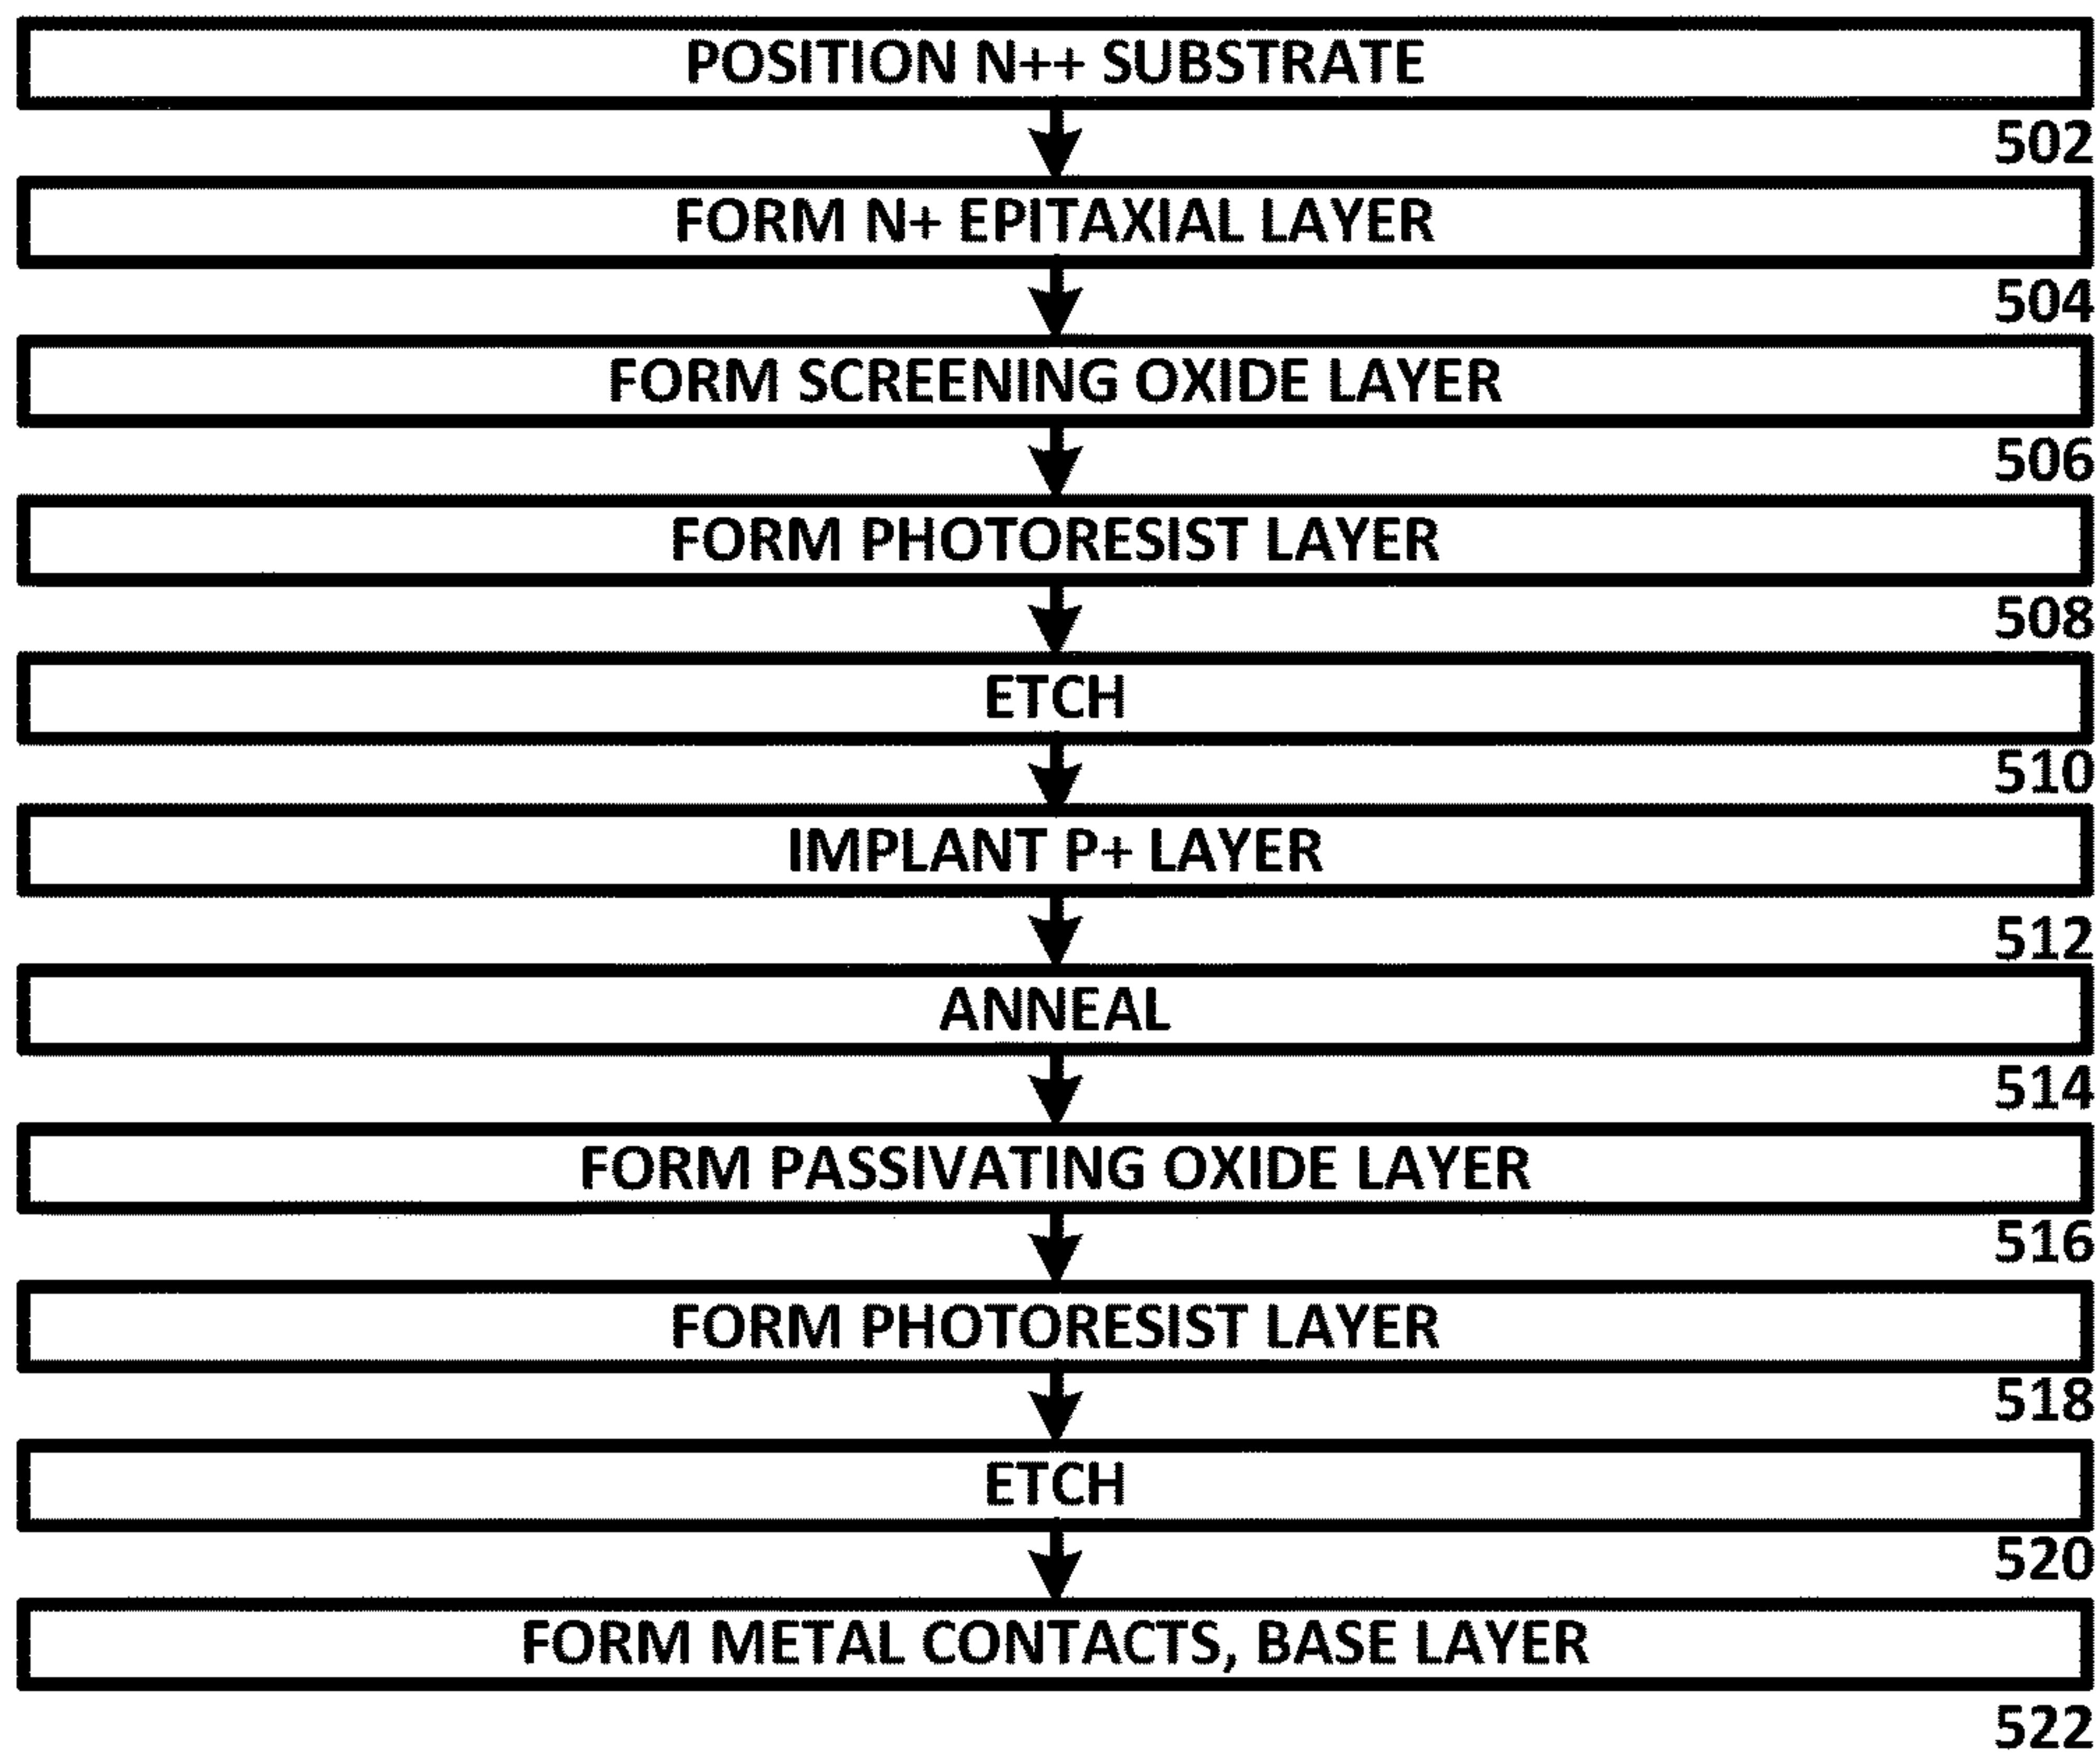 POSITION N++ SUBSTRATE
502
FORM N+ EPITAXIAL LAYER
504
FORM SCREENING OXIDE LAYER
506
FORM PHOTORESIST LAYER
508
ETCH
510
IMPLANT P+ LAYER
512
ANNEAL
514
FORM PASSIVATING OXIDE LAYER
516
FORM PHOTORESIST LAYER
518
ETCH
520
FORM METAL CONTACTS, BASE LAYER
522